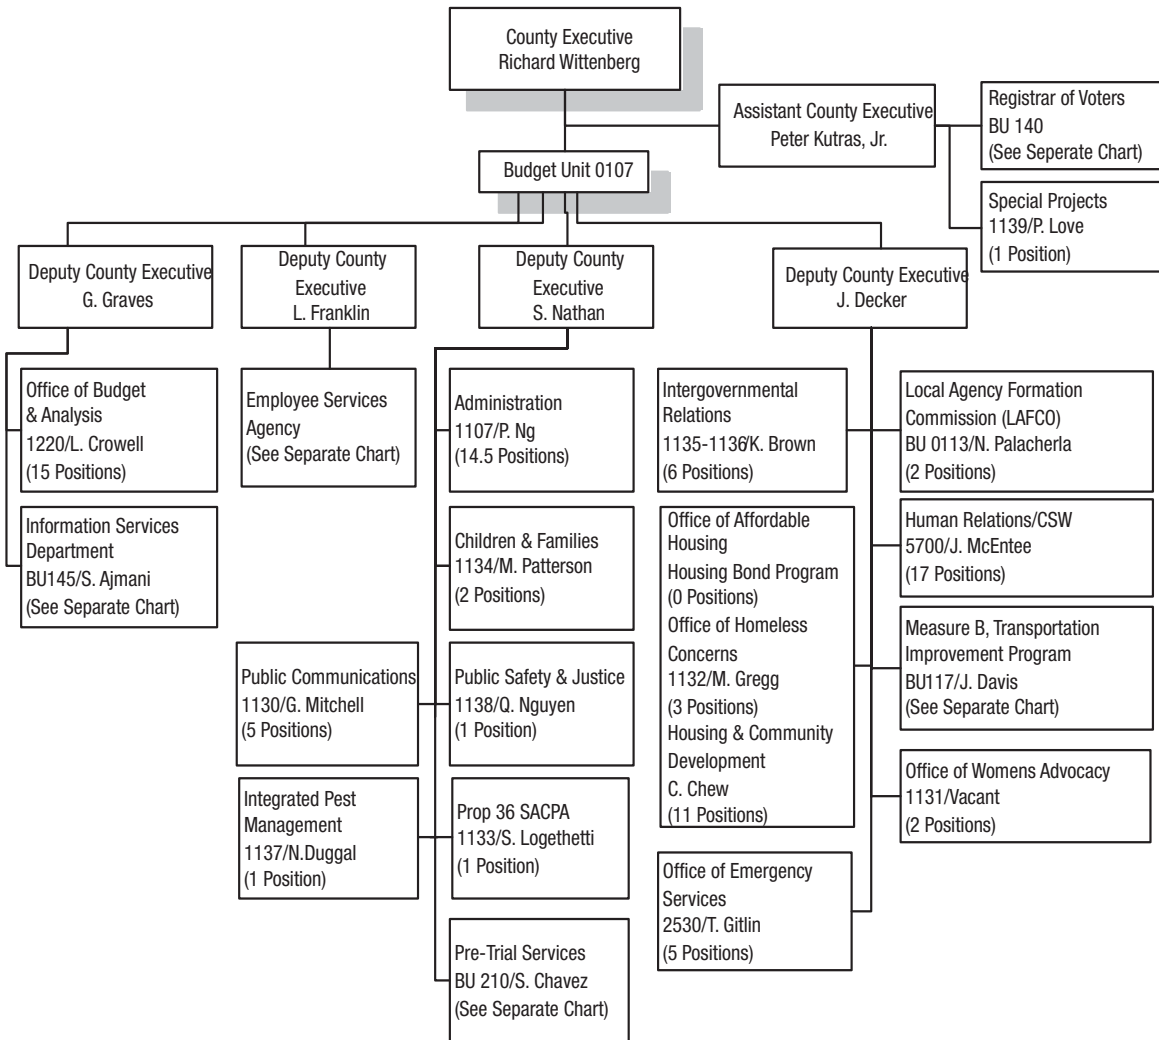 County Executive
Richard Wittenberg
Assistant County Executive
Peter Kutras, Jr.
Registrar of Voters
BU 140
(See Seperate Chart)
Special Projects
1139/P. Love
(1 Position)
Budget Unit 0107
Deputy County Executive
G. Graves
Deputy County
Executive
L. Franklin
Deputy County
Executive
S. Nathan
Deputy County Executive
J. Decker
Office of Budget
& Analysis
1220/L. Crowell
(15 Positions)
Information Services
Department
BU145/S. Ajmani
(See Separate Chart)
Employee Services
Agency
(See Separate Chart)
Administration
1107/P. Ng
(14.5 Positions)
Children & Families
1134/M. Patterson
(2 Positions)
Public Communications
1130/G. Mitchell
(5 Positions)
Public Safety & Justice
1138/Q. Nguyen
(1 Position)
Integrated Pest
Management
1137/N.Duggal
(1 Position)
Prop 36 SACPA
1133/S. Logethetti
(1 Position)
Pre-Trial Services
BU 210/S. Chavez
(See Separate Chart)
Intergovernmental
Relations
1135-1136/K. Brown
(6 Positions)
Office of Affordable
Housing
Housing Bond Program
(0 Positions)
Office of Homeless
Concerns
1132/M. Gregg
(3 Positions)
Housing & Community
Development
C. Chew
(11 Positions)
Office of Emergency
Services
2530/T. Gitlin
(5 Positions)
Local Agency Formation
Commission (LAFCO)
BU 0113/N. Palacherla
(2 Positions)
Human Relations/CSW
5700/J. McEntee
(17 Positions)
Measure B, Transportation
Improvement Program
BU117/J. Davis
(See Separate Chart)
Office of Womens Advocacy
1131/Vacant
(2 Positions)